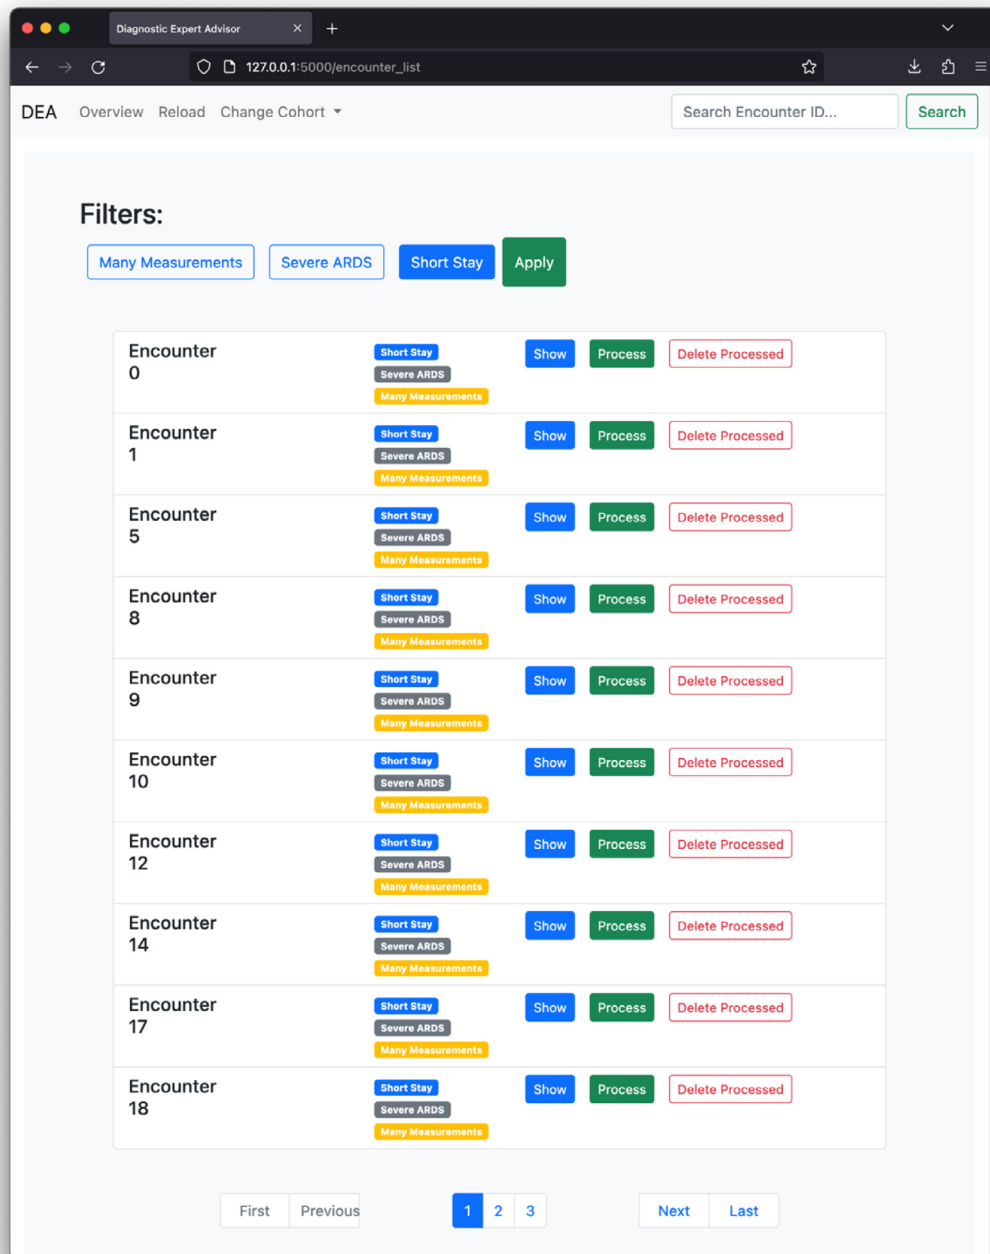 Diagnostic Expert Advisor
127.0.0.1:5000/encounter_list
DEA Overview Reload Change Cohort Search Encounter ID... Search
Filters:
Many Measurements Severe ARDS Short Stay Apply
Encounter
0
Short Stay
Severe ARDS
Many Measurements
Show Process Delete Processed
Encounter
1
Short Stay
Severe ARDS
Many Measurements
Show Process Delete Processed
Encounter
5
Short Stay
Severe ARDS
Many Measurements
Show Process Delete Processed
Encounter
8
Short Stay
Severe ARDS
Many Measurements
Show Process Delete Processed
Encounter
9
Short Stay
Severe ARDS
Many Measurements
Show Process Delete Processed
Encounter
10
Short Stay
Severe ARDS
Many Measurements
Show Process Delete Processed
Encounter
12
Short Stay
Severe ARDS
Many Measurements
Show Process Delete Processed
Encounter
14
Short Stay
Severe ARDS
Many Measurements
Show Process Delete Processed
Encounter
17
Short Stay
Severe ARDS
Many Measurements
Show Process Delete Processed
Encounter
18
Short Stay
Severe ARDS
Many Measurements
Show Process Delete Processed
First Previous 1 2 3 Next Last